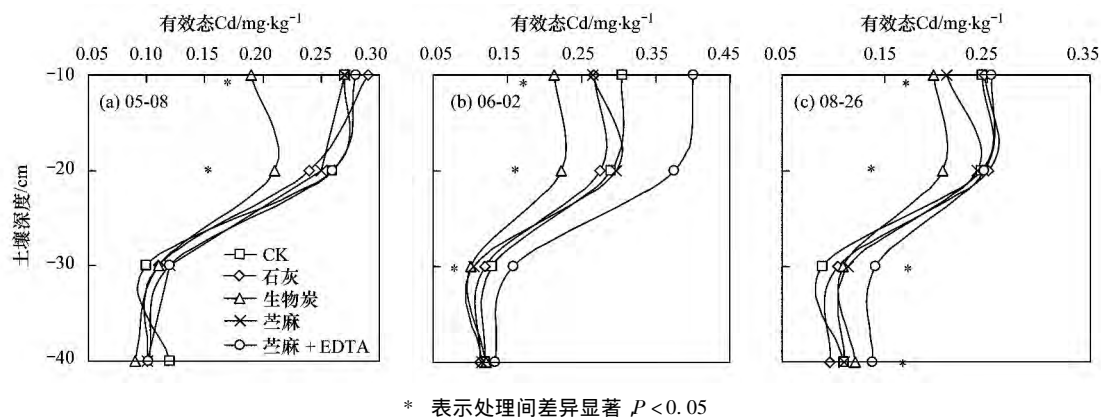 有效态Cd/mg·kg⁻¹ 有效态Cd/mg·kg⁻¹ 有效态Cd/mg·kg⁻¹
0.05 0.10 0.15 0.20 0.25 0.30 0.05 0.15 0.25 0.35 0.45 0.05 0.15 0.25 0.35
-10
* * *
(a) 05-08 (b) 06-02 (c) 08-26
土壤深度/cm
-20 * * *
-30 * *
CK
石灰
生物炭
苎麻
苎麻+EDTA
-40 *
* 表示处理间差异显著 P<0.05